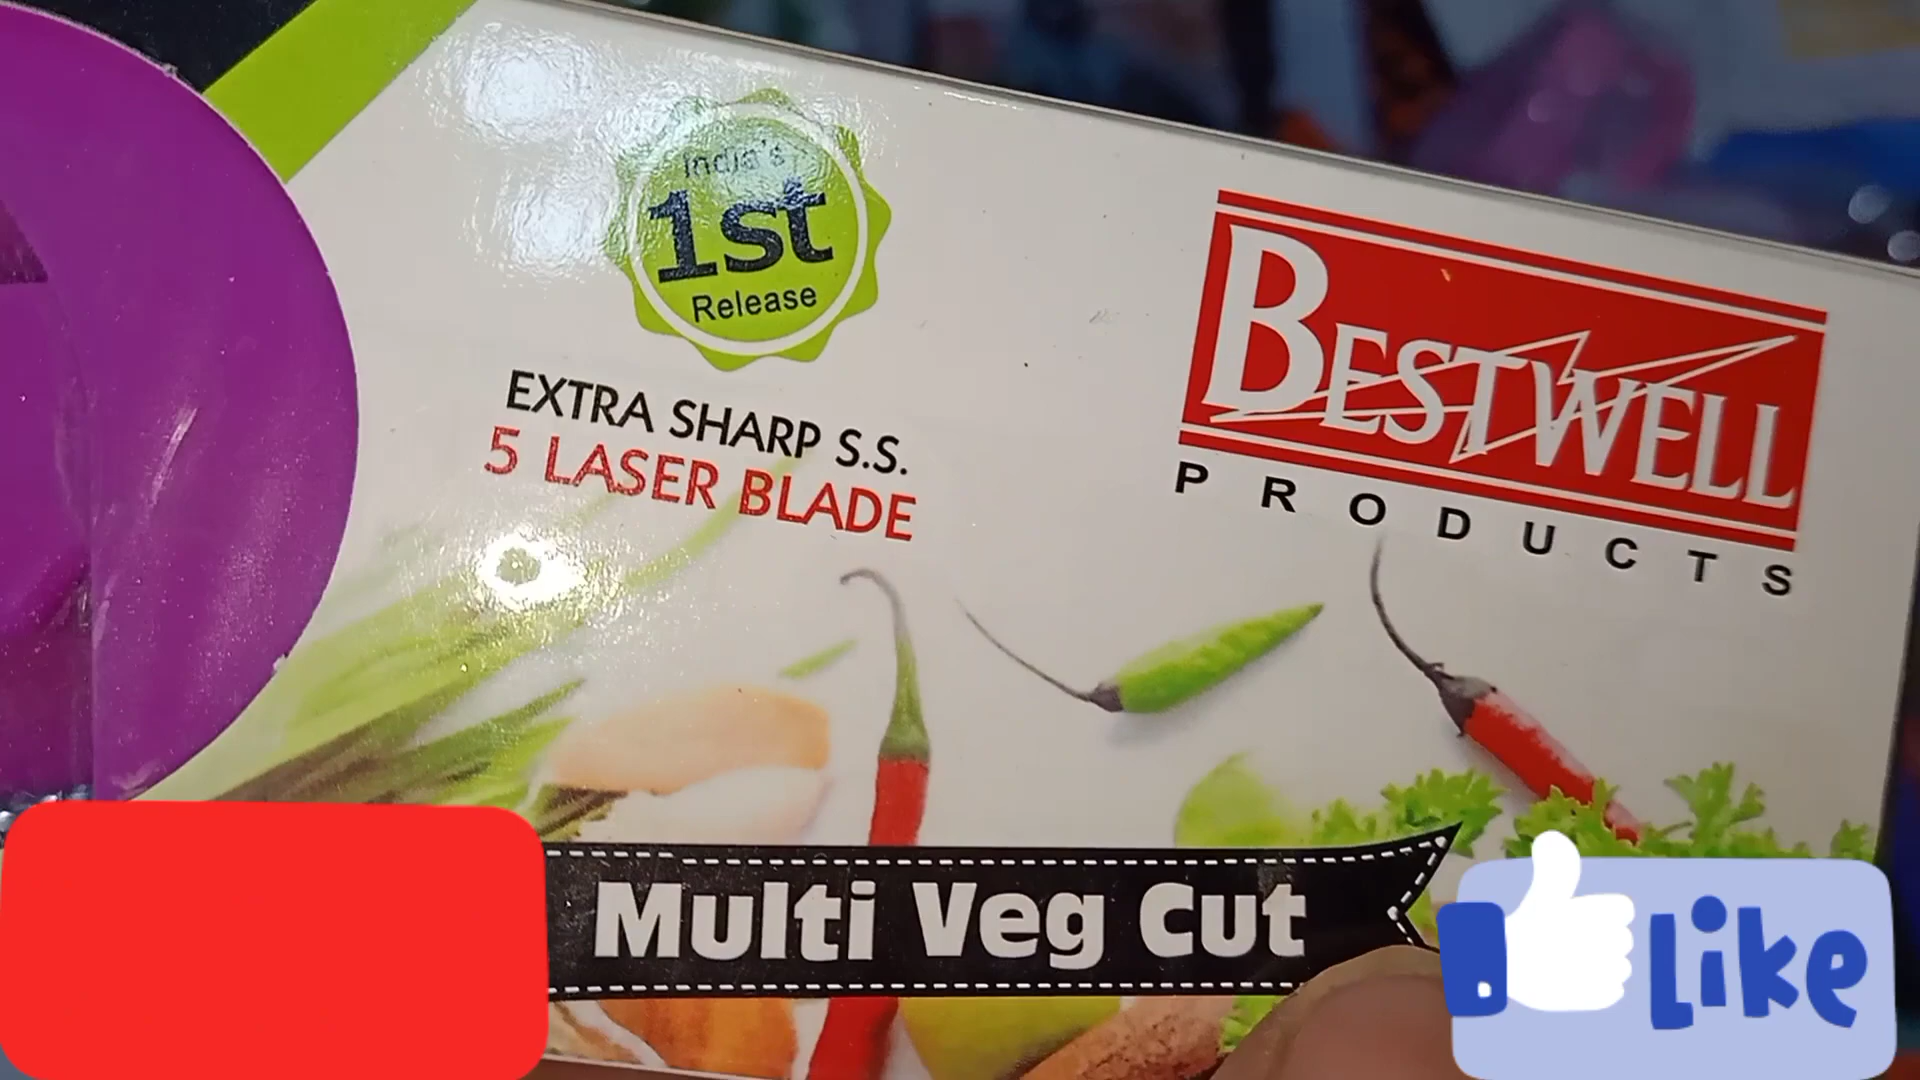 India's
1st
Release
EXTRA SHARP S.S.
5 LASER BLADE
BESTWELL
PRODUCTS
Multi Veg Cut
Like